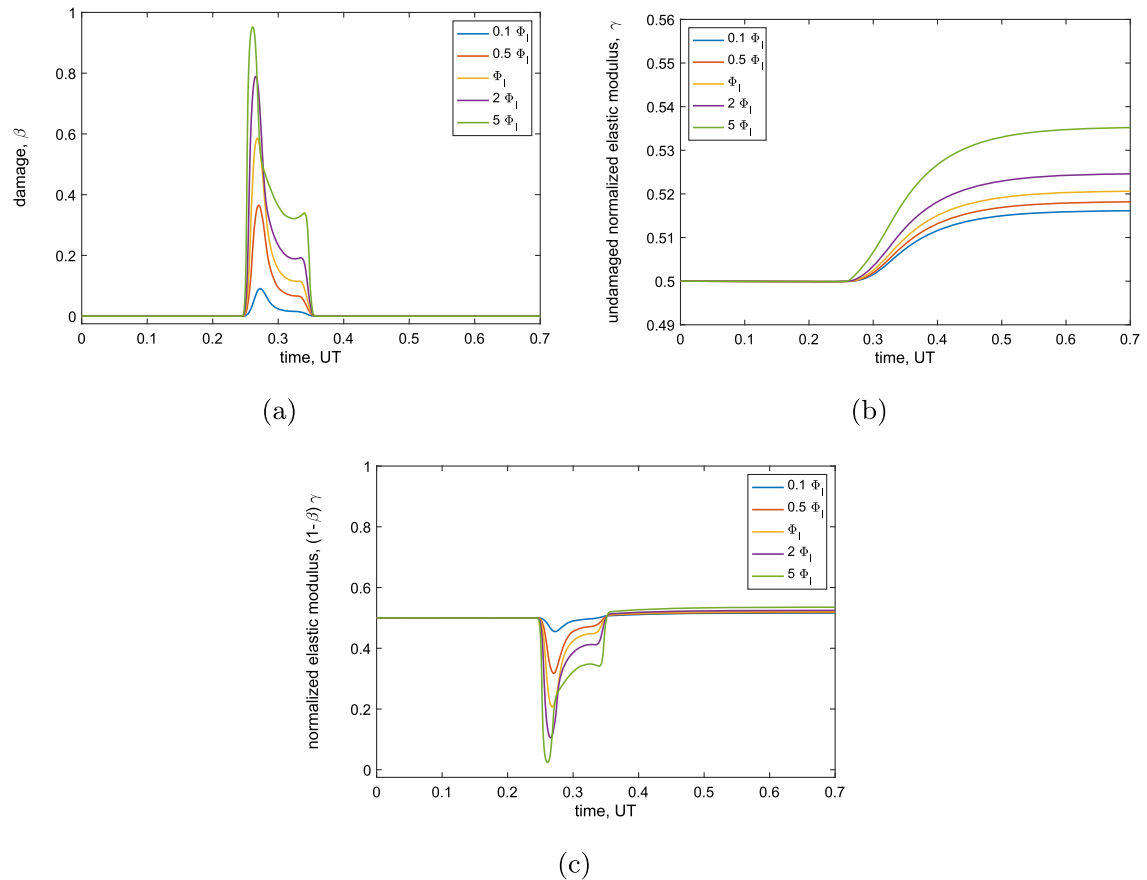 1
0.8
0.6
0.4
0.2
0
damage, β
0 0.1 0.2 0.3 0.4 0.5 0.6 0.7
time, UT
0.1 Φ_I
0.5 Φ_I
Φ_I
2 Φ_I
5 Φ_I
(a)
0.56
0.55
0.54
0.53
0.52
0.51
0.5
0.49
undamaged normalized elastic modulus, γ
0 0.1 0.2 0.3 0.4 0.5 0.6 0.7
time, UT
0.1 Φ_I
0.5 Φ_I
Φ_I
2 Φ_I
5 Φ_I
(b)
1
0.8
0.6
0.4
0.2
0
normalized elastic modulus, (1-β) γ
0 0.1 0.2 0.3 0.4 0.5 0.6 0.7
time, UT
0.1 Φ_I
0.5 Φ_I
Φ_I
2 Φ_I
5 Φ_I
(c)